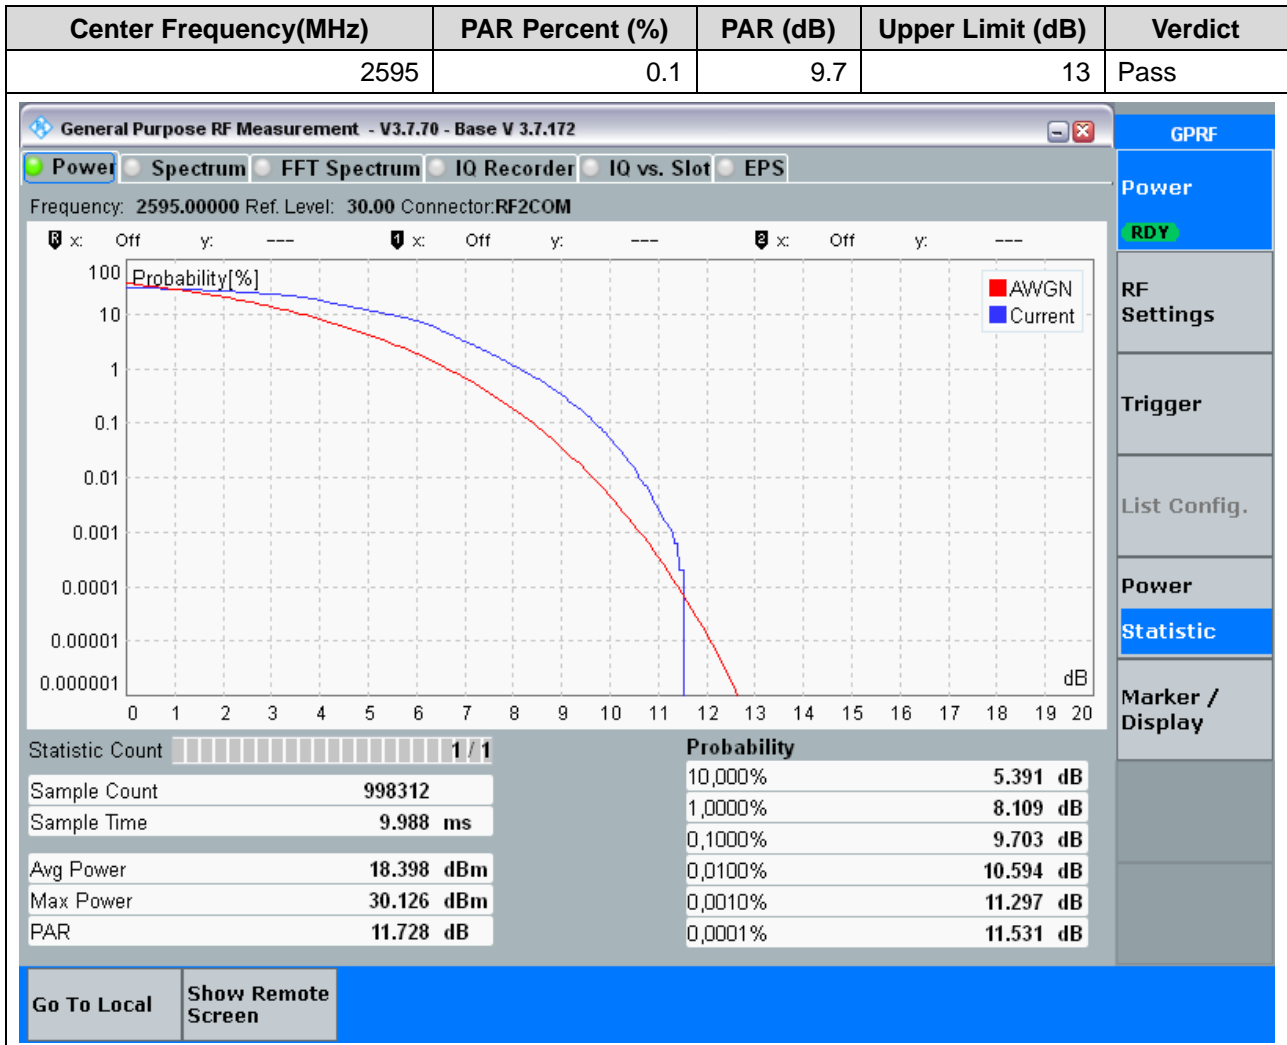 Center Frequency(MHz) PAR Percent (%) PAR (dB) Upper Limit (dB) Verdict
2595 0.1 9.7 13 Pass
General Purpose RF Measurement - V3.7.70 - Base V 3.7.172
GPRF
Power Spectrum FFT Spectrum IQ Recorder IQ vs. Slot EPS
Power
RDY
Frequency: 2595.00000 Ref. Level: 30.00 Connector:RF2COM
R x: Off y: --- 1 x: Off y: --- 2 x: Off y: ---
Probability[%]
AWGN
Current
100
10
1
0.1
0.01
0.001
0.0001
0.00001
0.000001
dB
0 1 2 3 4 5 6 7 8 9 10 11 12 13 14 15 16 17 18 19 20
RF
Settings
Trigger
List Config.
Power
Statistic
Marker /
Display
Statistic Count 1 / 1
Sample Count 998312
Sample Time 9.988 ms
Avg Power 18.398 dBm
Max Power 30.126 dBm
PAR 11.728 dB
Probability
10,000% 5.391 dB
1,0000% 8.109 dB
0,1000% 9.703 dB
0,0100% 10.594 dB
0,0010% 11.297 dB
0,0001% 11.531 dB
Go To Local
Show Remote
Screen